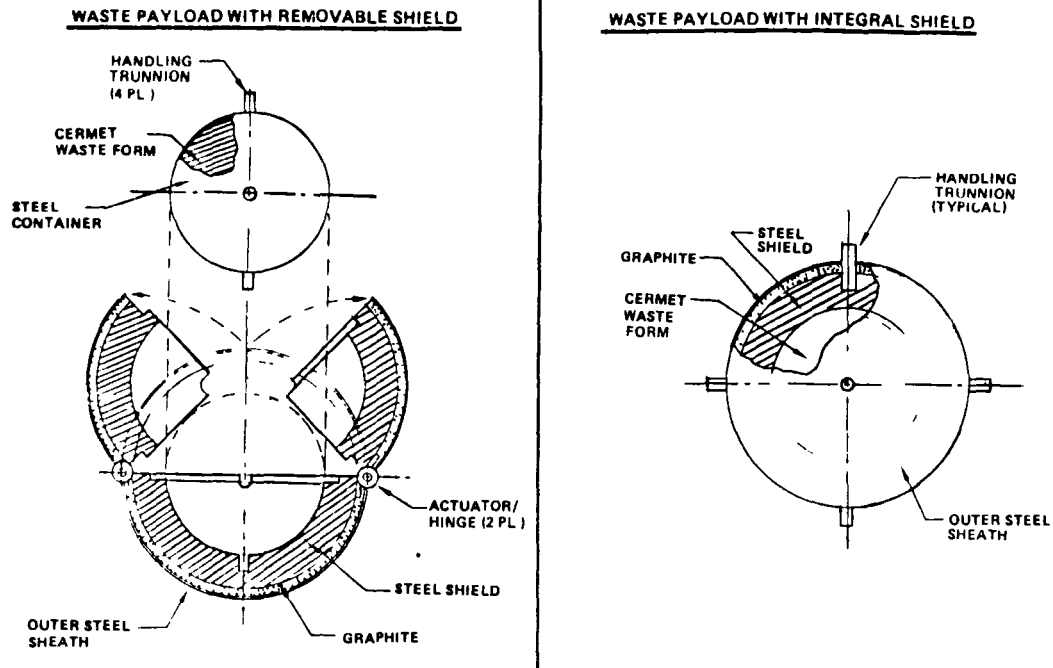 WASTE PAYLOAD WITH REMOVABLE SHIELD
HANDLING
TRUNNION
(4 PL )
CERMET
WASTE FORM
STEEL
CONTAINER
ACTUATOR/
HINGE (2 PL )
STEEL SHIELD
OUTER STEEL
SHEATH
GRAPHITE
WASTE PAYLOAD WITH INTEGRAL SHIELD
HANDLING
TRUNNION
(TYPICAL)
STEEL
SHIELD
GRAPHITE
CERMET
WASTE
FORM
OUTER STEEL
SHEATH